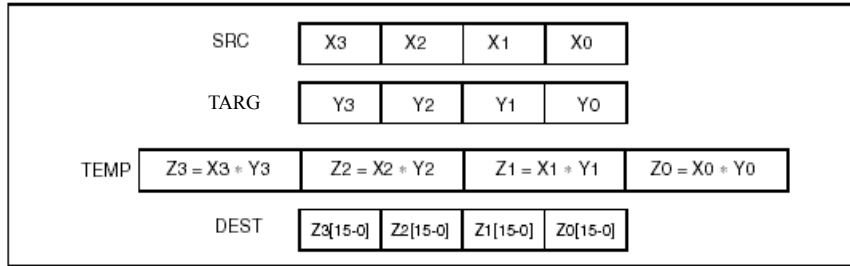 SRC X3 X2 X1 X0
TARG Y3 Y2 Y1 Y0
TEMP Z3 = X3 * Y3 Z2 = X2 * Y2 Z1 = X1 * Y1 Z0 = X0 * Y0
DEST Z3[15-0] Z2[15-0] Z1[15-0] Z0[15-0]